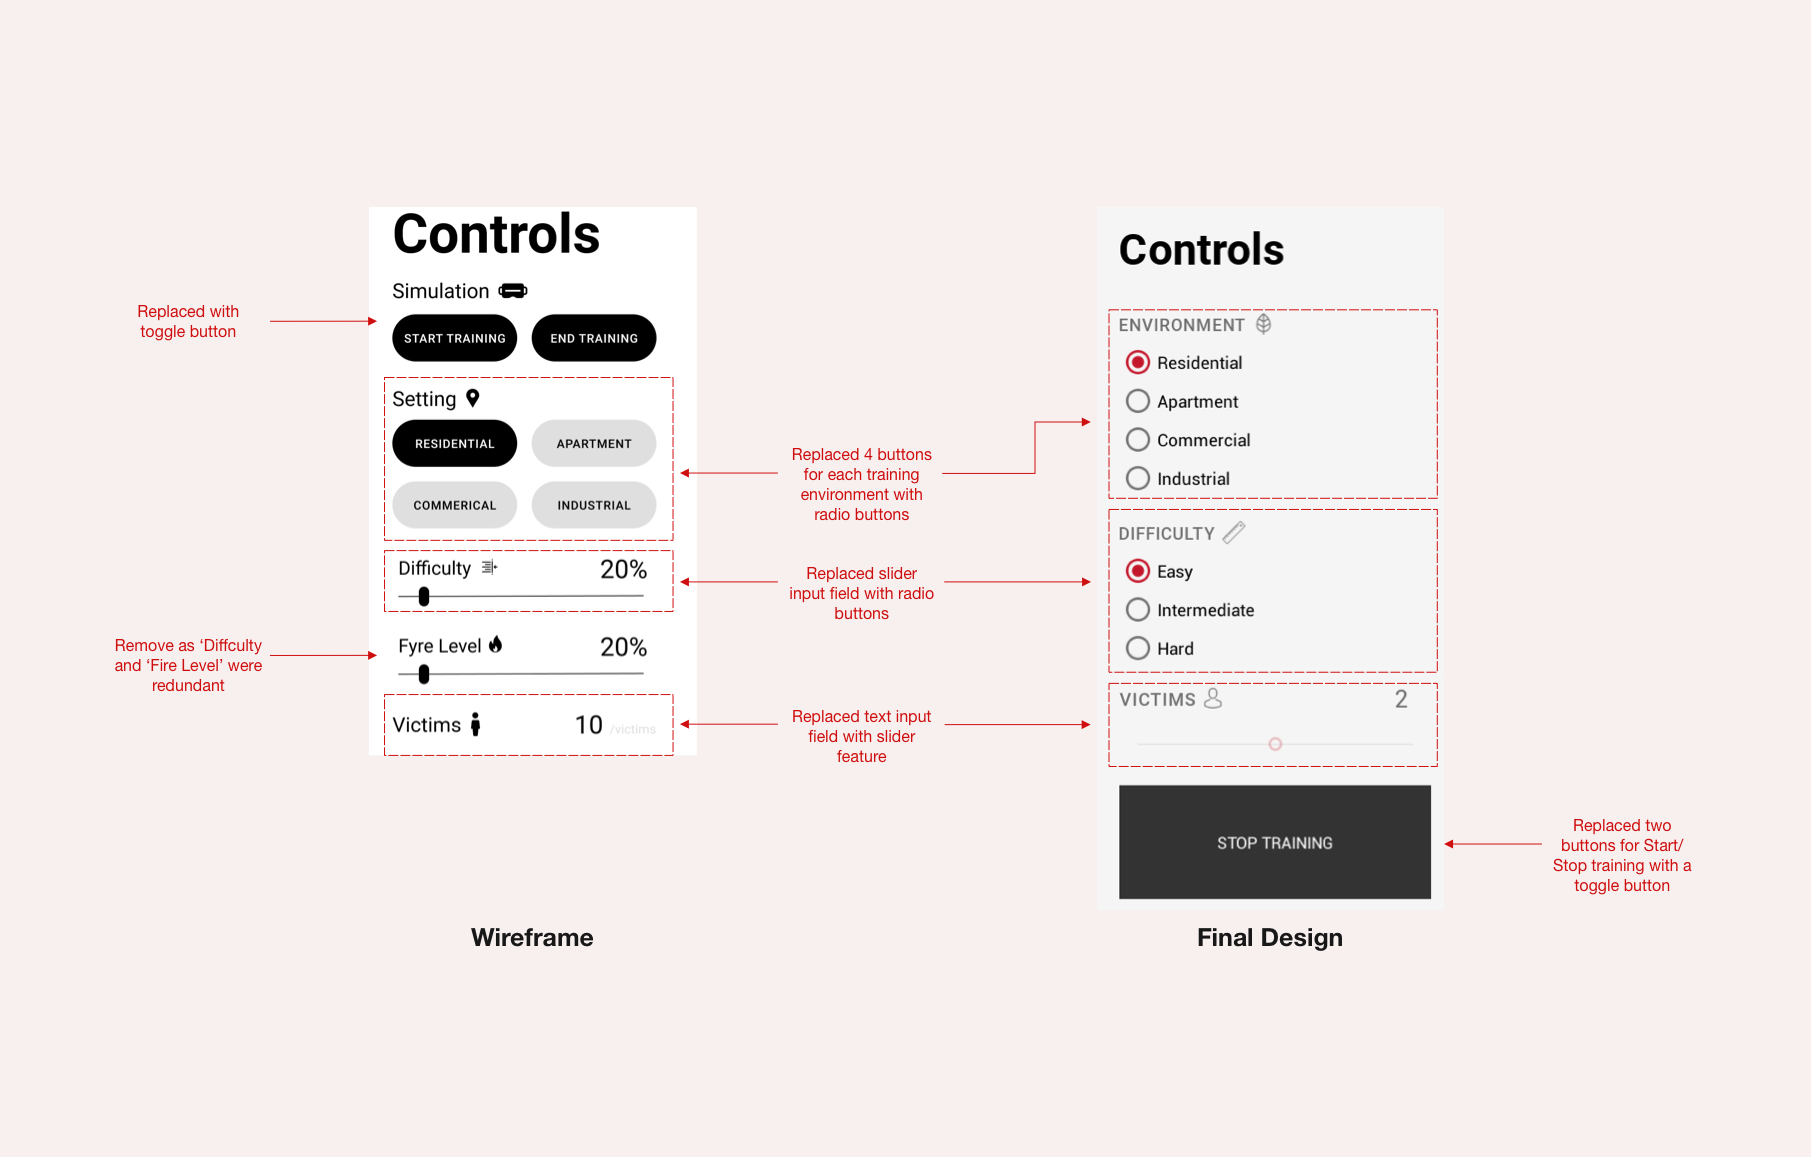 Controls
Simulation
START TRAINING
END TRAINING
Setting
RESIDENTIAL
APARTMENT
COMMERICAL
INDUSTRIAL
Difficulty
20%
Fyre Level
20%
Victims
10 /victims
Wireframe
Replaced with
toggle button
Remove as ‘Diffculty
and ‘Fire Level’ were
redundant
Replaced 4 buttons
for each training
environment with
radio buttons
Replaced slider
input field with radio
buttons
Replaced text input
field with slider
feature
Controls
ENVIRONMENT
Residential
Apartment
Commercial
Industrial
DIFFICULTY
Easy
Intermediate
Hard
VICTIMS
2
STOP TRAINING
Final Design
Replaced two
buttons for Start/
Stop training with a
toggle button